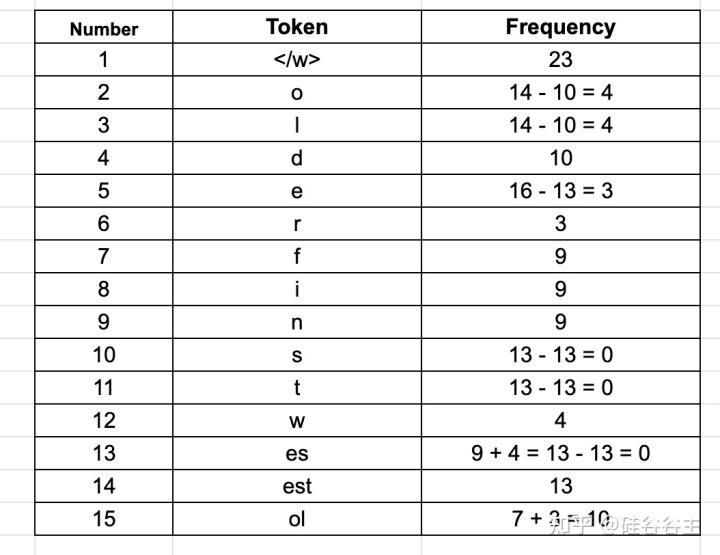 Number Token Frequency
1 </w> 23
2 o 14 - 10 = 4
3 l 14 - 10 = 4
4 d 10
5 e 16 - 13 = 3
6 r 3
7 f 9
8 i 9
9 n 9
10 s 13 - 13 = 0
11 t 13 - 13 = 0
12 w 4
13 es 9 + 4 = 13 - 13 = 0
14 est 13
15 ol 7 + 3 = 10
知乎 @硅谷谷主